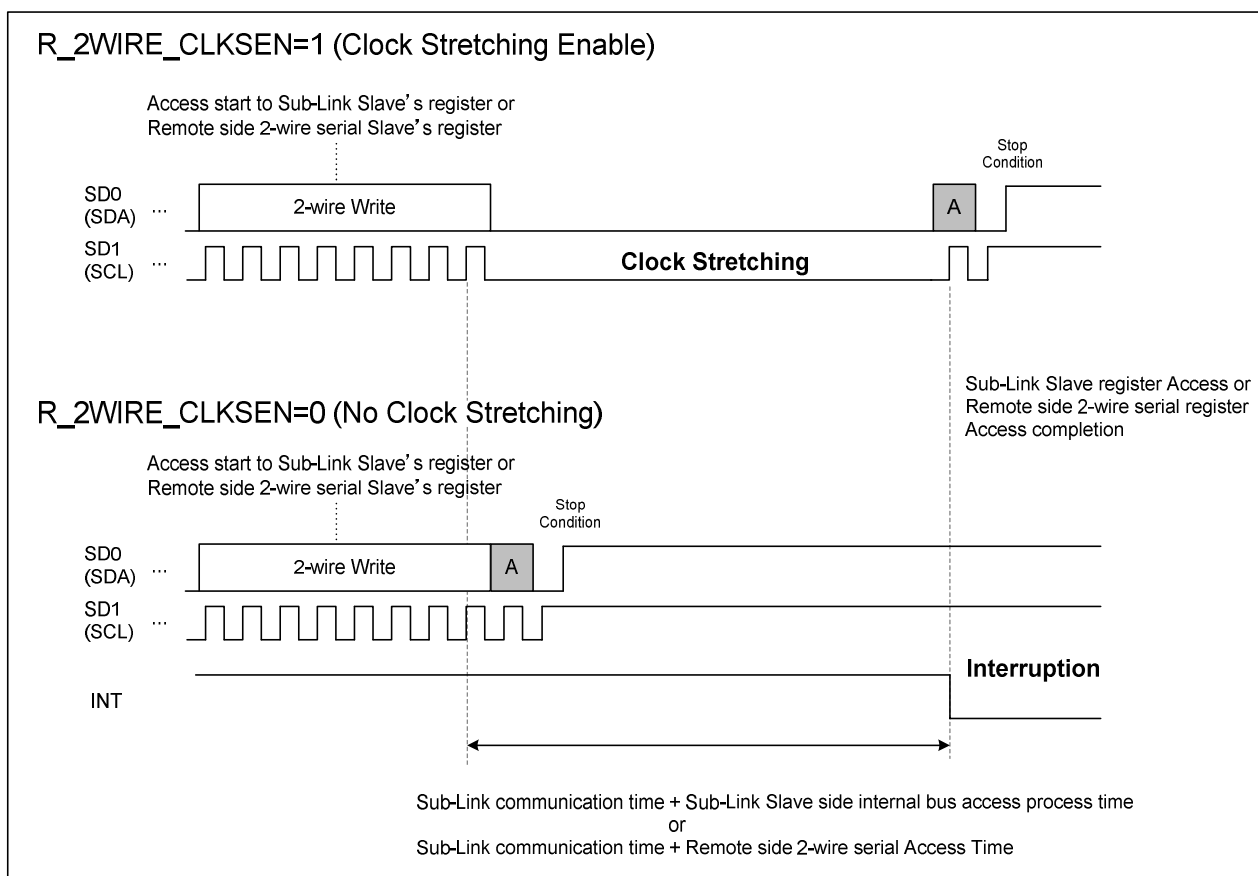 R_2WIRE_CLKSEN=1 (Clock Stretching Enable)
Access start to Sub-Link Slave’s register or
Remote side 2-wire serial Slave’s register
Stop
Condition
SD0
(SDA) ...
2-wire Write
A
SD1
(SCL) ...
Clock Stretching
Sub-Link Slave register Access or
Remote side 2-wire serial register
Access completion
R_2WIRE_CLKSEN=0 (No Clock Stretching)
Access start to Sub-Link Slave’s register or
Remote side 2-wire serial Slave’s register
Stop
Condition
SD0
(SDA) ...
2-wire Write
A
SD1
(SCL) ...
Interruption
INT
Sub-Link communication time + Sub-Link Slave side internal bus access process time
or
Sub-Link communication time + Remote side 2-wire serial Access Time